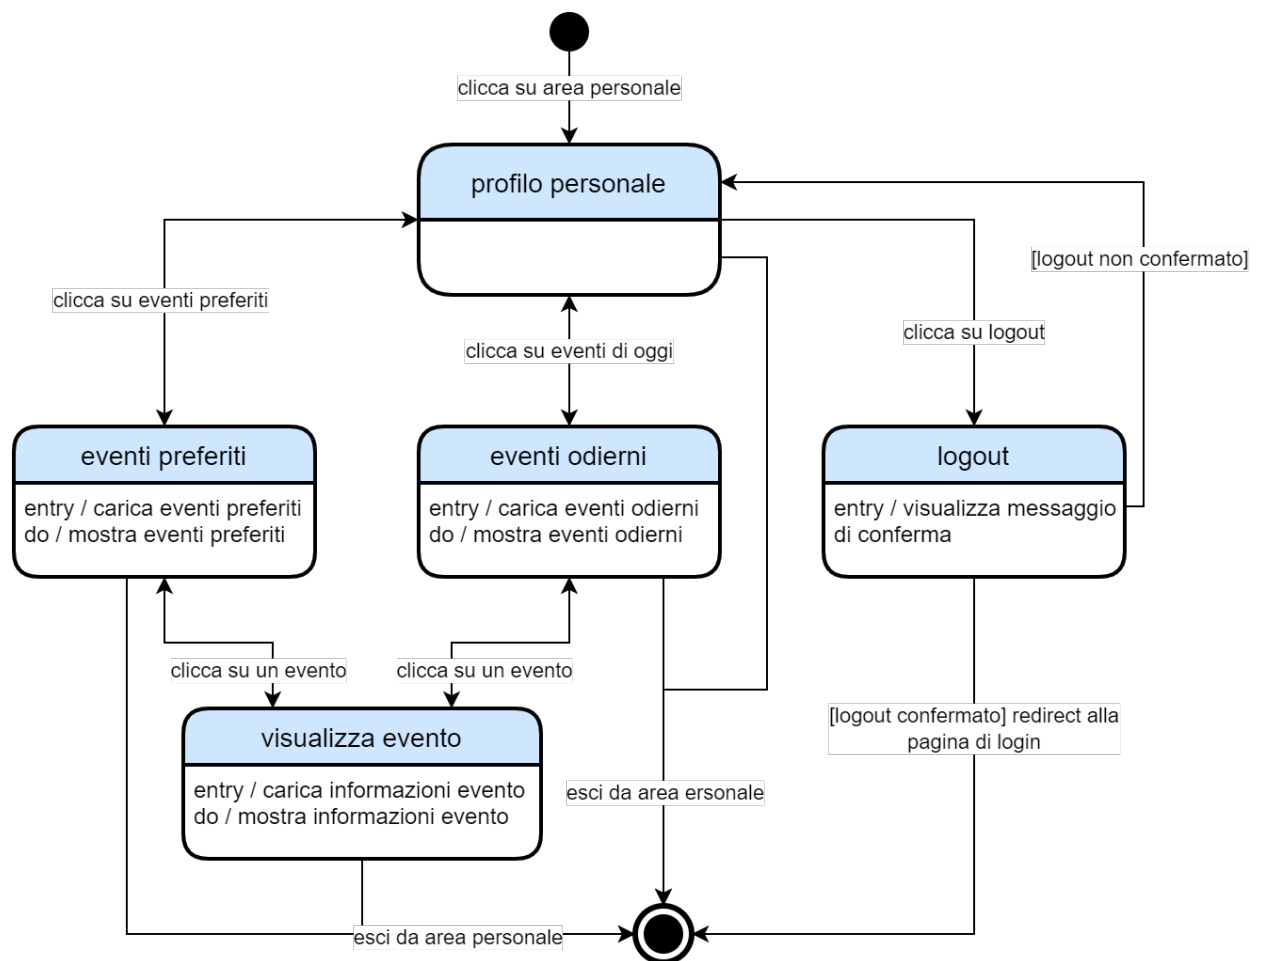 clicca su area personale
profilo personale
[logout non confermato]
clicca su eventi preferiti
clicca su logout
clicca su eventi di oggi
eventi preferiti
entry / carica eventi preferiti
do / mostra eventi preferiti
eventi odierni
entry / carica eventi odierni
do / mostra eventi odierni
logout
entry / visualizza messaggio
di conferma
clicca su un evento
clicca su un evento
visualizza evento
entry / carica informazioni evento
do / mostra informazioni evento
[logout confermato] redirect alla
pagina di login
esci da area ersonale
esci da area personale